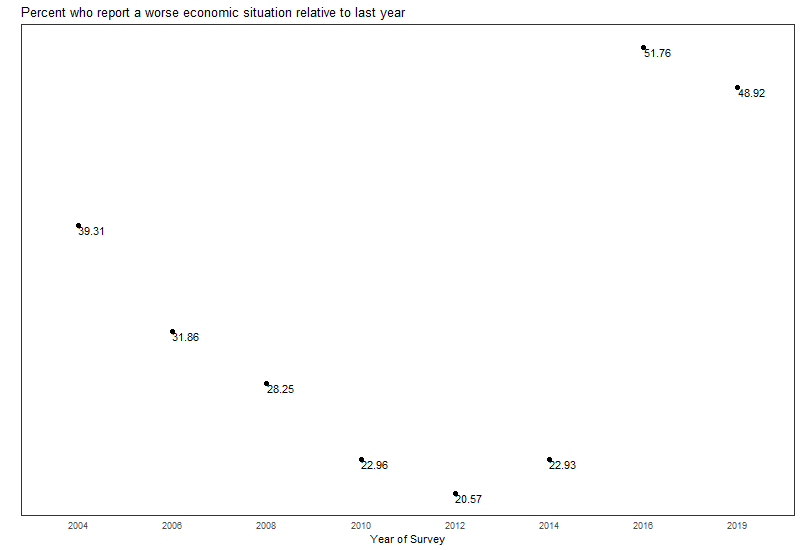 Percent who report a worse economic situation relative to last year
51.76
48.92
39.31
31.86
28.25
22.96
22.93
20.57
2004 2006 2008 2010 2012 2014 2016 2019
Year of Survey